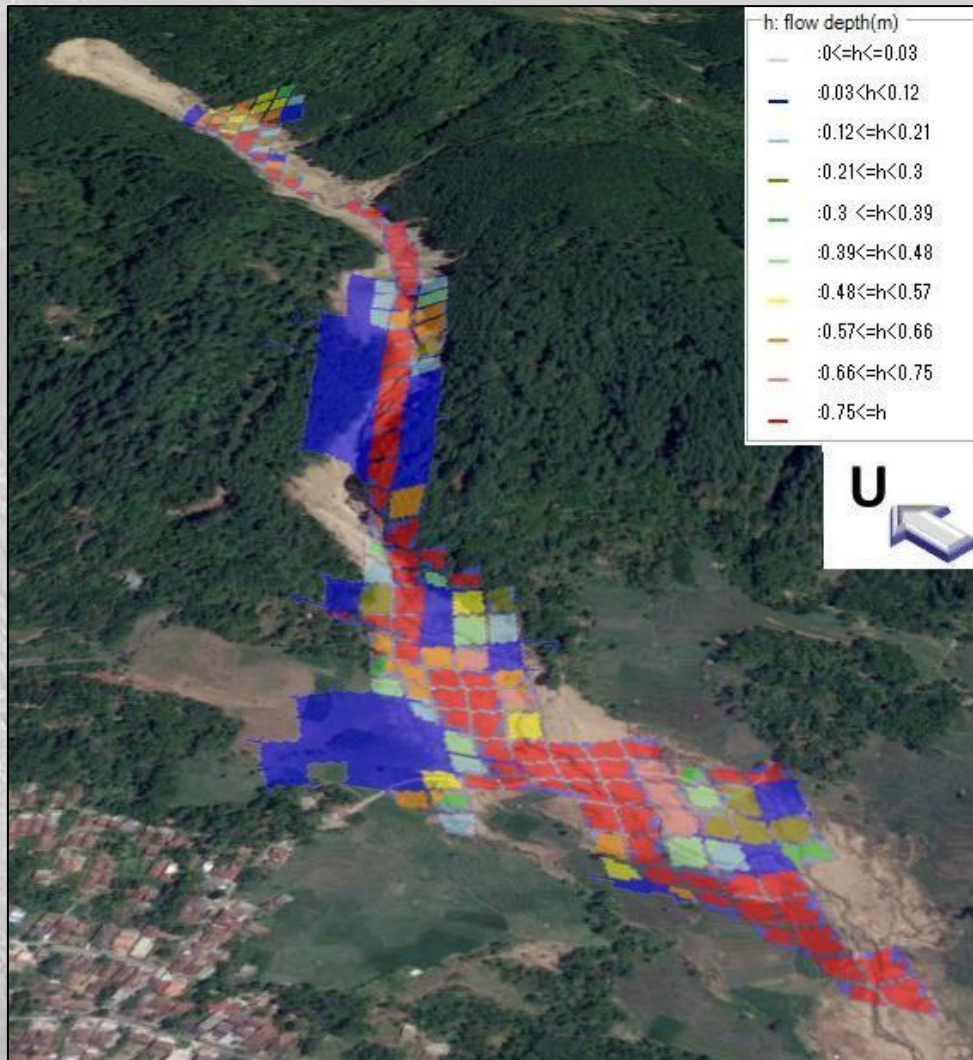 h: flow depth(m)
:0<=h<=0.03
:0.03<h<0.12
:0.12<=h<0.21
:0.21<=h<0.3
:0.3 <=h<0.39
:0.39<=h<0.48
:0.48<=h<0.57
:0.57<=h<0.66
:0.66<=h<0.75
:0.75<=h
U